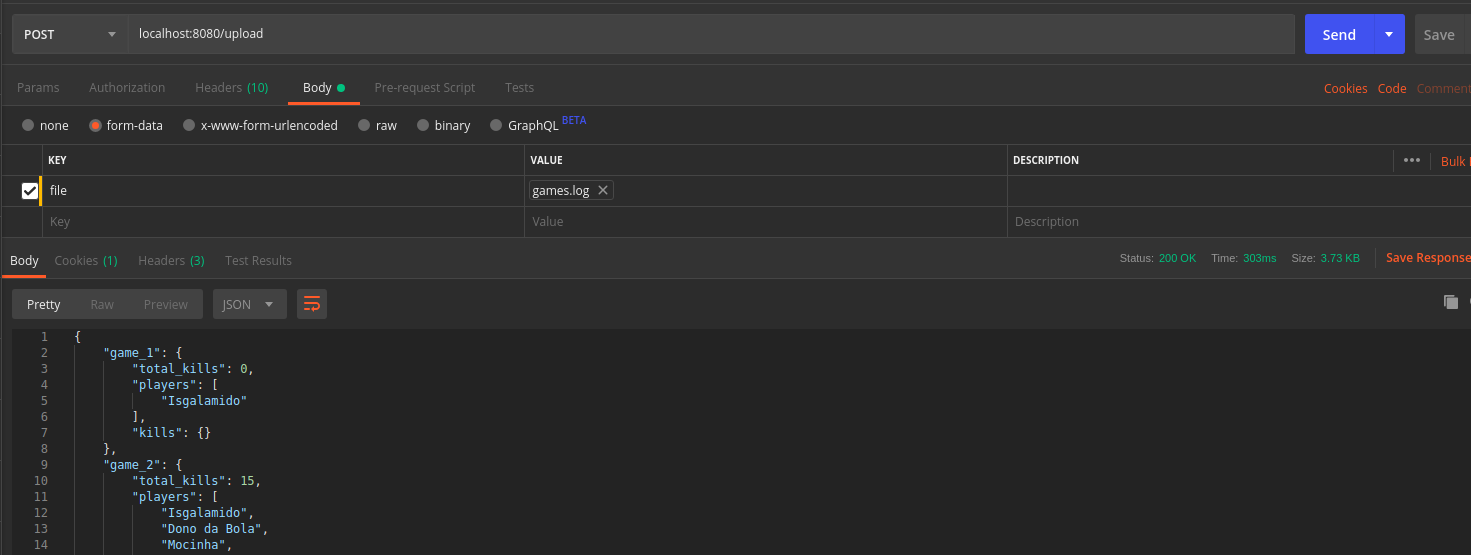 POST localhost:8080/upload Send Save
Params Authorization Headers (10) Body Pre-request Script Tests Cookies Code Comment
none form-data x-www-form-urlencoded raw binary GraphQL BETA
KEY VALUE DESCRIPTION Bulk
file games.log
Key Value Description
Body Cookies (1) Headers (3) Test Results Status: 200 OK Time: 303ms Size: 3.73 KB Save Response
Pretty Raw Preview JSON
1 {
2 "game_1": {
3 "total_kills": 0,
4 "players": [
5 "Isgalamido"
6 ],
7 "kills": {}
8 },
9 "game_2": {
10 "total_kills": 15,
11 "players": [
12 "Isgalamido",
13 "Dono da Bola",
14 "Mocinha",